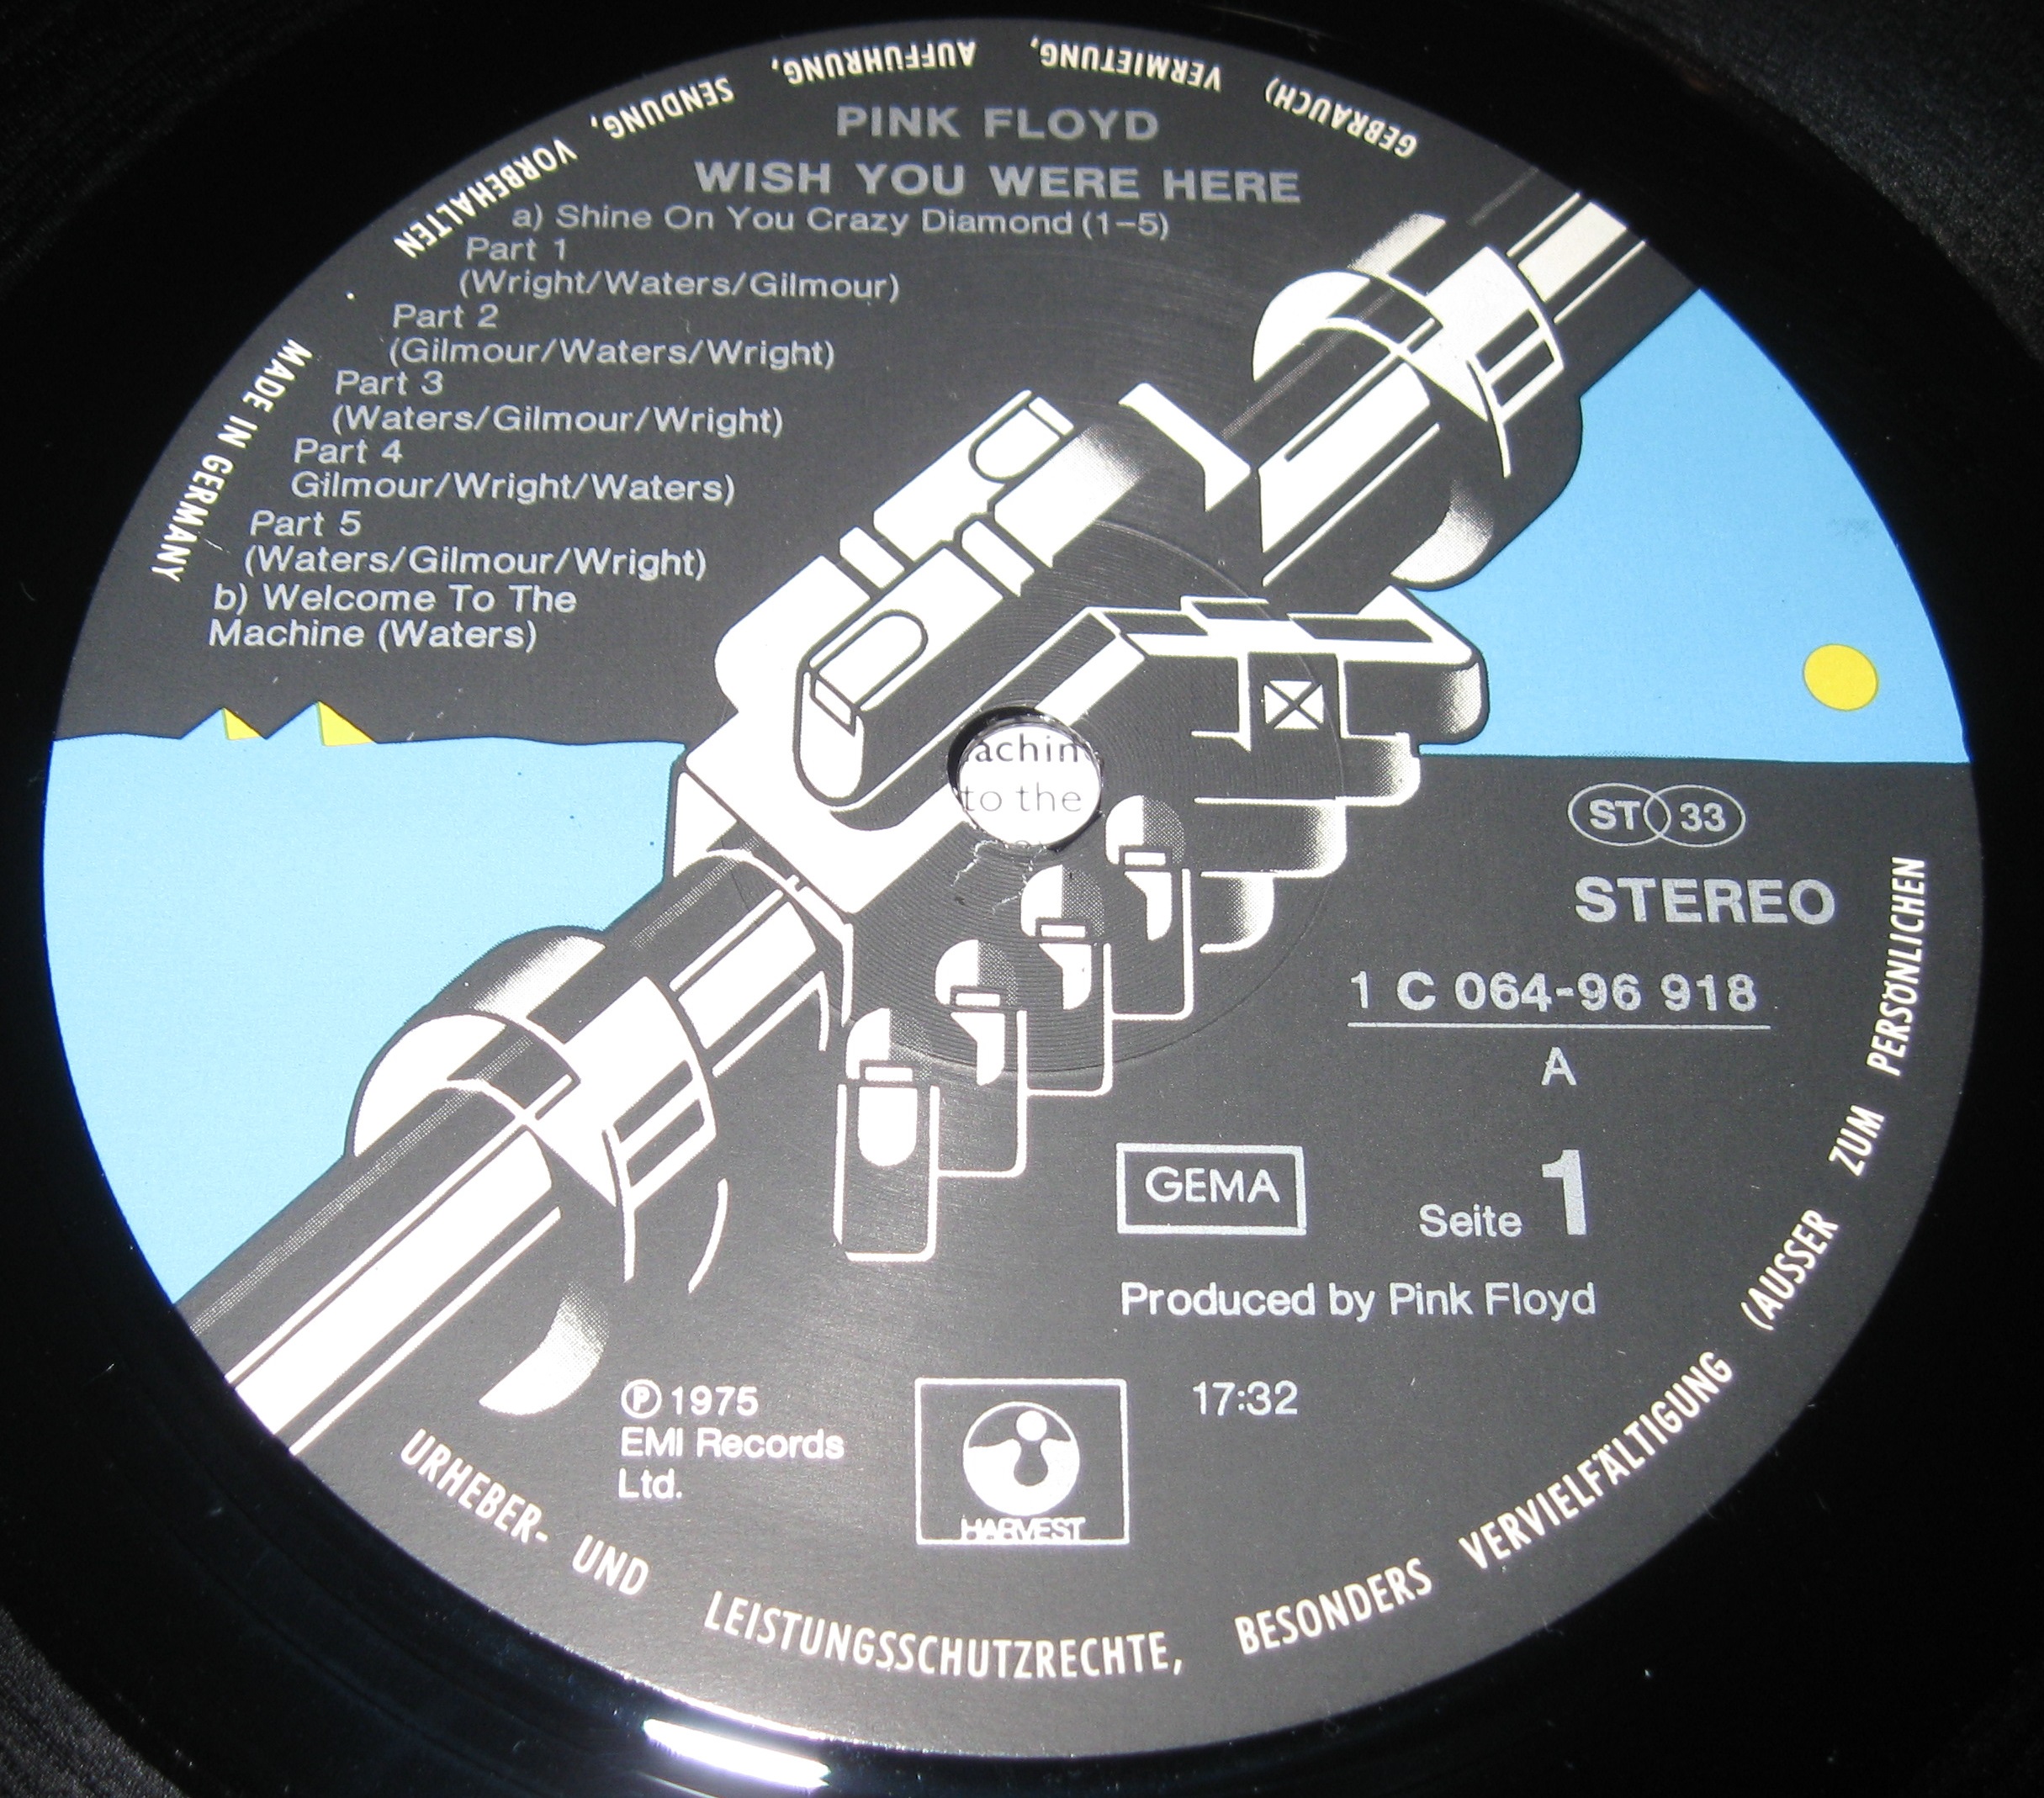 PINK FLOYD
WISH YOU WERE HERE
a) Shine On You Crazy Diamond (1–5)
Part 1
(Wright/Waters/Gilmour)
Part 2
(Gilmour/Waters/Wright)
Part 3
(Waters/Gilmour/Wright)
Part 4
Gilmour/Wright/Waters)
Part 5
(Waters/Gilmour/Wright)
b) Welcome To The
Machine (Waters)
achin
to the
ST 33
STEREO
1 C 064-96 918
A
GEMA
Seite 1
Produced by Pink Floyd
℗ 1975
EMI Records
Ltd.
HARVEST
17:32
URHEBER- UND LEISTUNGSSCHUTZRECHTE, BESONDERS VERVIELFÄLTIGUNG (AUSSER ZUM PERSÖNLICHEN GEBRAUCH) VERMIETUNG, AUFFÜHRUNG, SENDUNG, VORBEHALTEN
MADE IN GERMANY